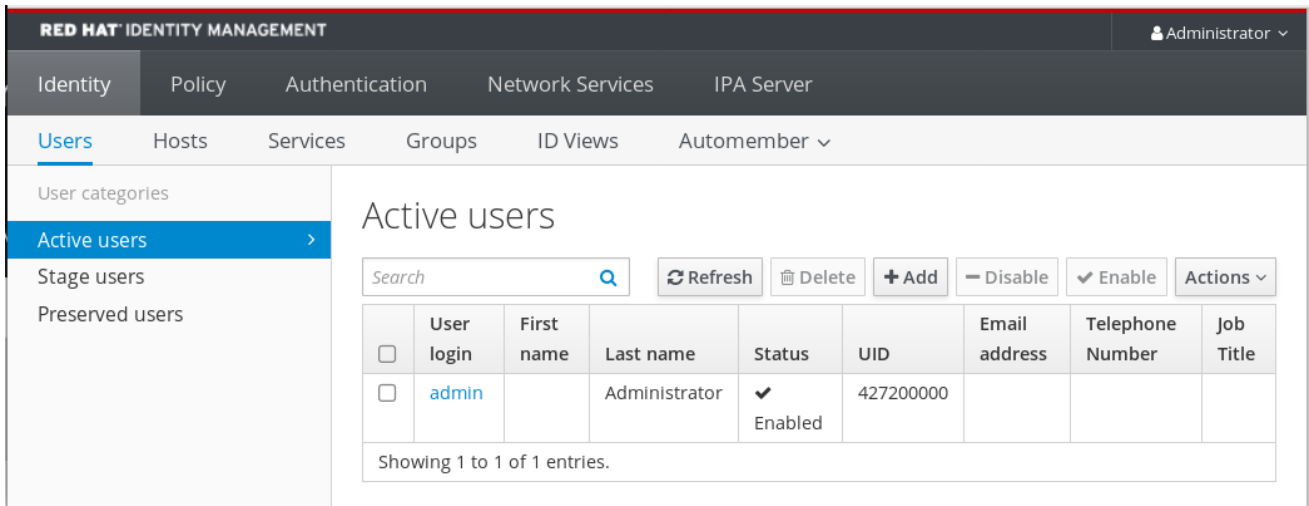 RED HAT® IDENTITY MANAGEMENT
Administrator
Identity Policy Authentication Network Services IPA Server
Users Hosts Services Groups ID Views Automember
User categories
Active users
Stage users
Preserved users
Active users
Search Refresh Delete Add Disable Enable Actions
User login First name Last name Status UID Email address Telephone Number Job Title
admin Administrator Enabled 427200000
Showing 1 to 1 of 1 entries.